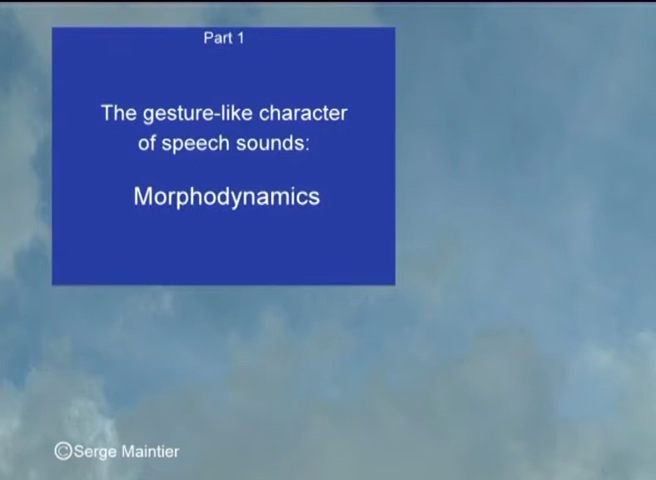 Part 1
The gesture-like character
of speech sounds:
Morphodynamics
©Serge Maintier